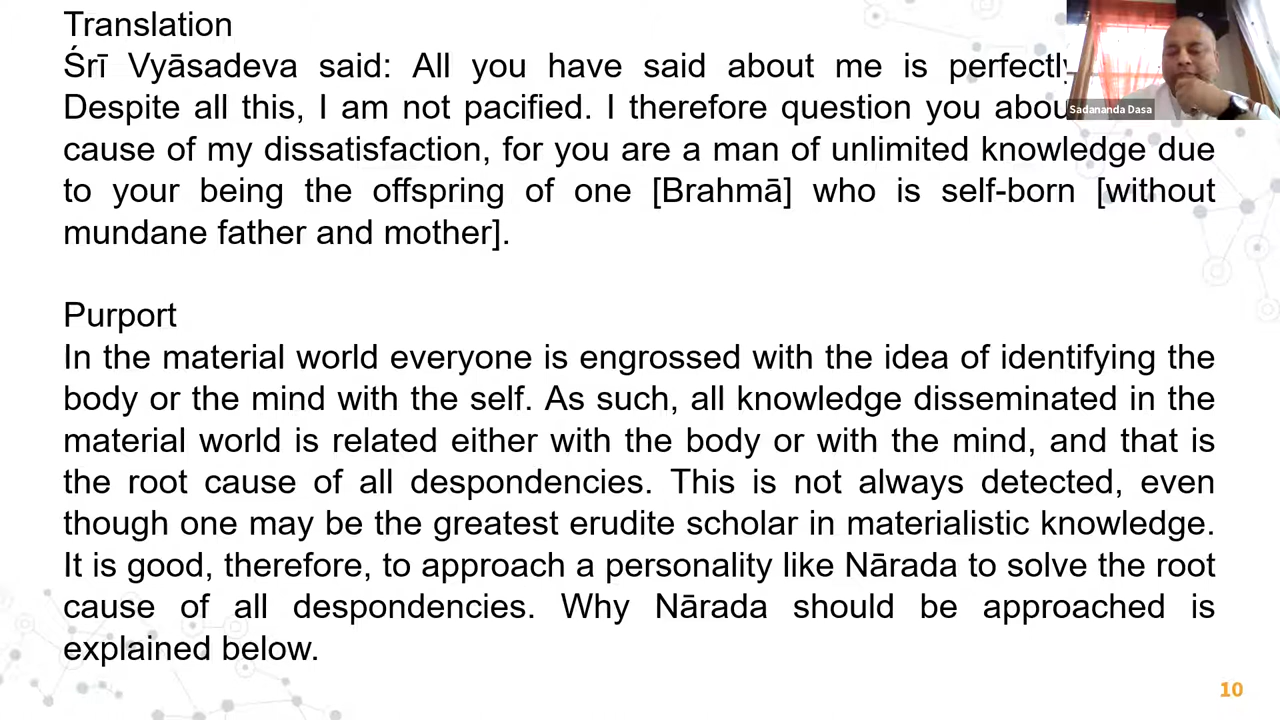 Translation
Śrī Vyāsadeva said: All you have said about me is perfectly
Despite all this, I am not pacified. I therefore question you
cause of my dissatisfaction, for you are a man of unlimited knowledge due
to your being the offspring of one [Brahmā] who is self-born [without
mundane father and mother].
Purport
In the material world everyone is engrossed with the idea of identifying the
body or the mind with the self. As such, all knowledge disseminated in the
material world is related either with the body or with the mind, and that is
the root cause of all despondencies. This is not always detected, even
though one may be the greatest erudite scholar in materialistic knowledge.
It is good, therefore, to approach a personality like Nārada to solve the root
cause of all despondencies. Why Nārada should be approached is
explained below.
Sadananda Dasa
10